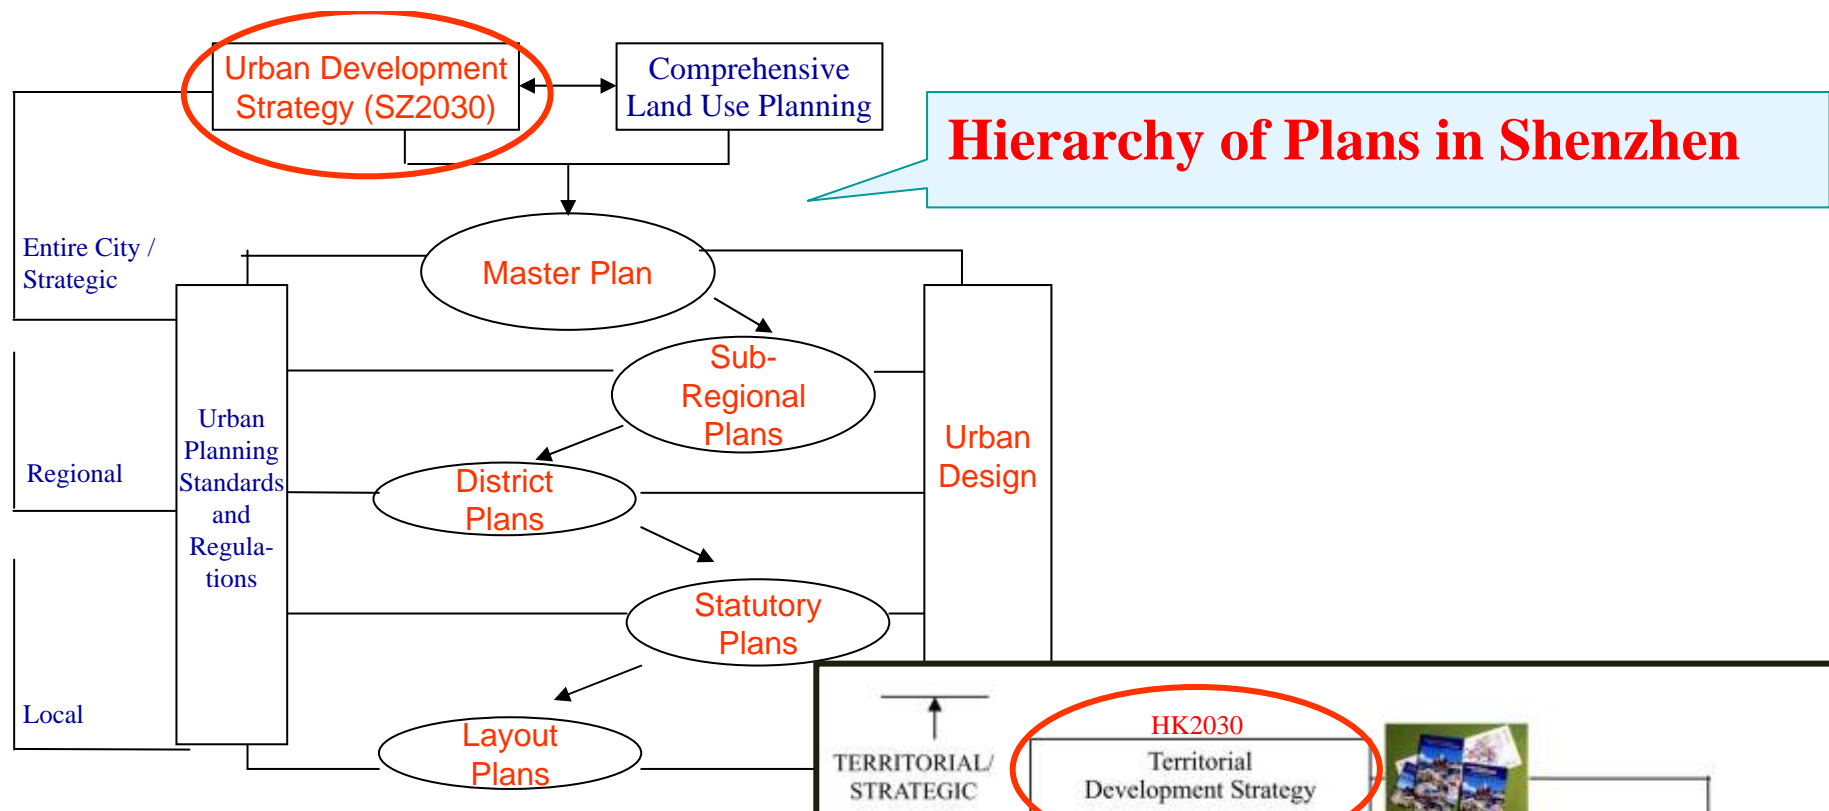 Urban Development
Strategy (SZ2030)
Comprehensive
Land Use Planning
Hierarchy of Plans in Shenzhen
Entire City /
Strategic
Master Plan
Sub-
Regional
Plans
Urban
Planning
Standards
and
Regula-
tions
Urban
Design
Regional
District
Plans
Statutory
Plans
Local
Layout
Plans
HK2030
TERRITORIAL/
STRATEGIC
Territorial
Development Strategy